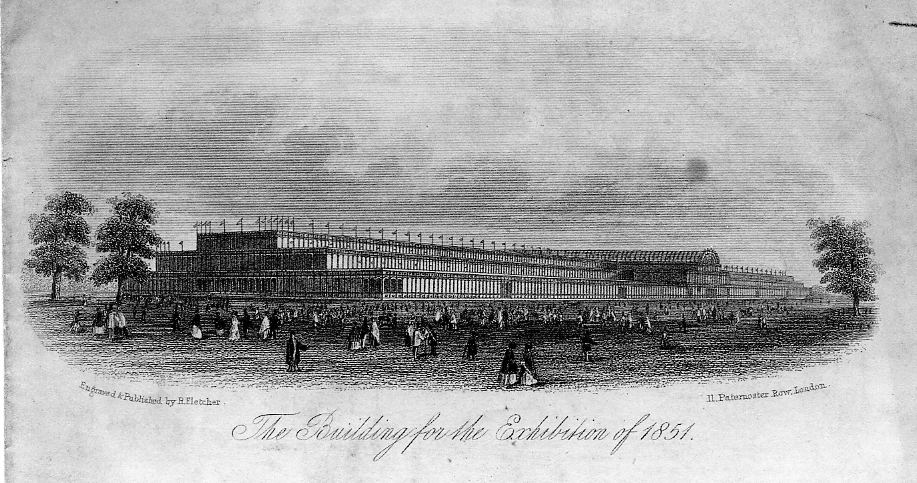 Engraved & Published by H. Fletcher.
11. Paternoster Row, London.
The Building for the Exhibition of 1851.